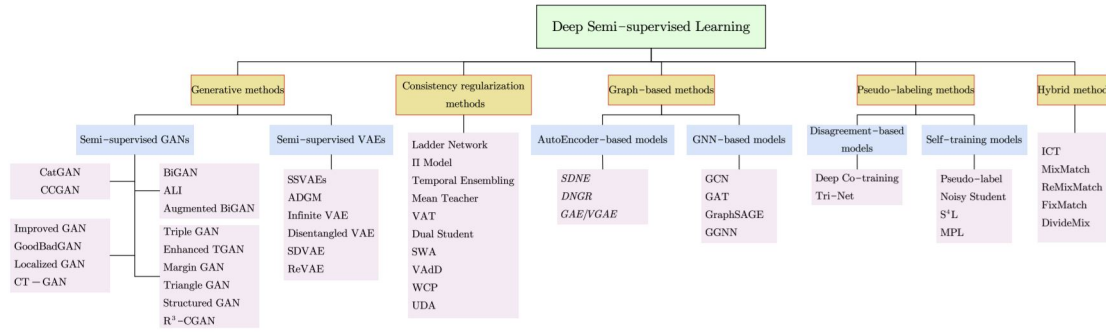 Deep Semi-supervised Learning
Generative methods
Consistency regularization
methods
Graph-based methods
Pseudo-labeling methods
Hybrid method
Semi-supervised GANs
Semi-supervised VAEs
AutoEncoder-based models
GNN-based models
Disagreement-based
models
Self-training models
CatGAN
CCGAN
BiGAN
ALI
Augmented BiGAN
Improved GAN
GoodBadGAN
Localized GAN
CT-GAN
Triple GAN
Enhanced TGAN
Margin GAN
Triangle GAN
Structured GAN
R³-CGAN
SSVAEs
ADGM
Infinite VAE
Disentangled VAE
SDVAE
ReVAE
Ladder Network
Π Model
Temporal Ensembling
Mean Teacher
VAT
Dual Student
SWA
VAdD
WCP
UDA
SDNE
DNGR
GAE/VGAE
GCN
GAT
GraphSAGE
GGNN
Deep Co-training
Tri-Net
Pseudo-label
Noisy Student
S⁴L
MPL
ICT
MixMatch
ReMixMatch
FixMatch
DivideMix